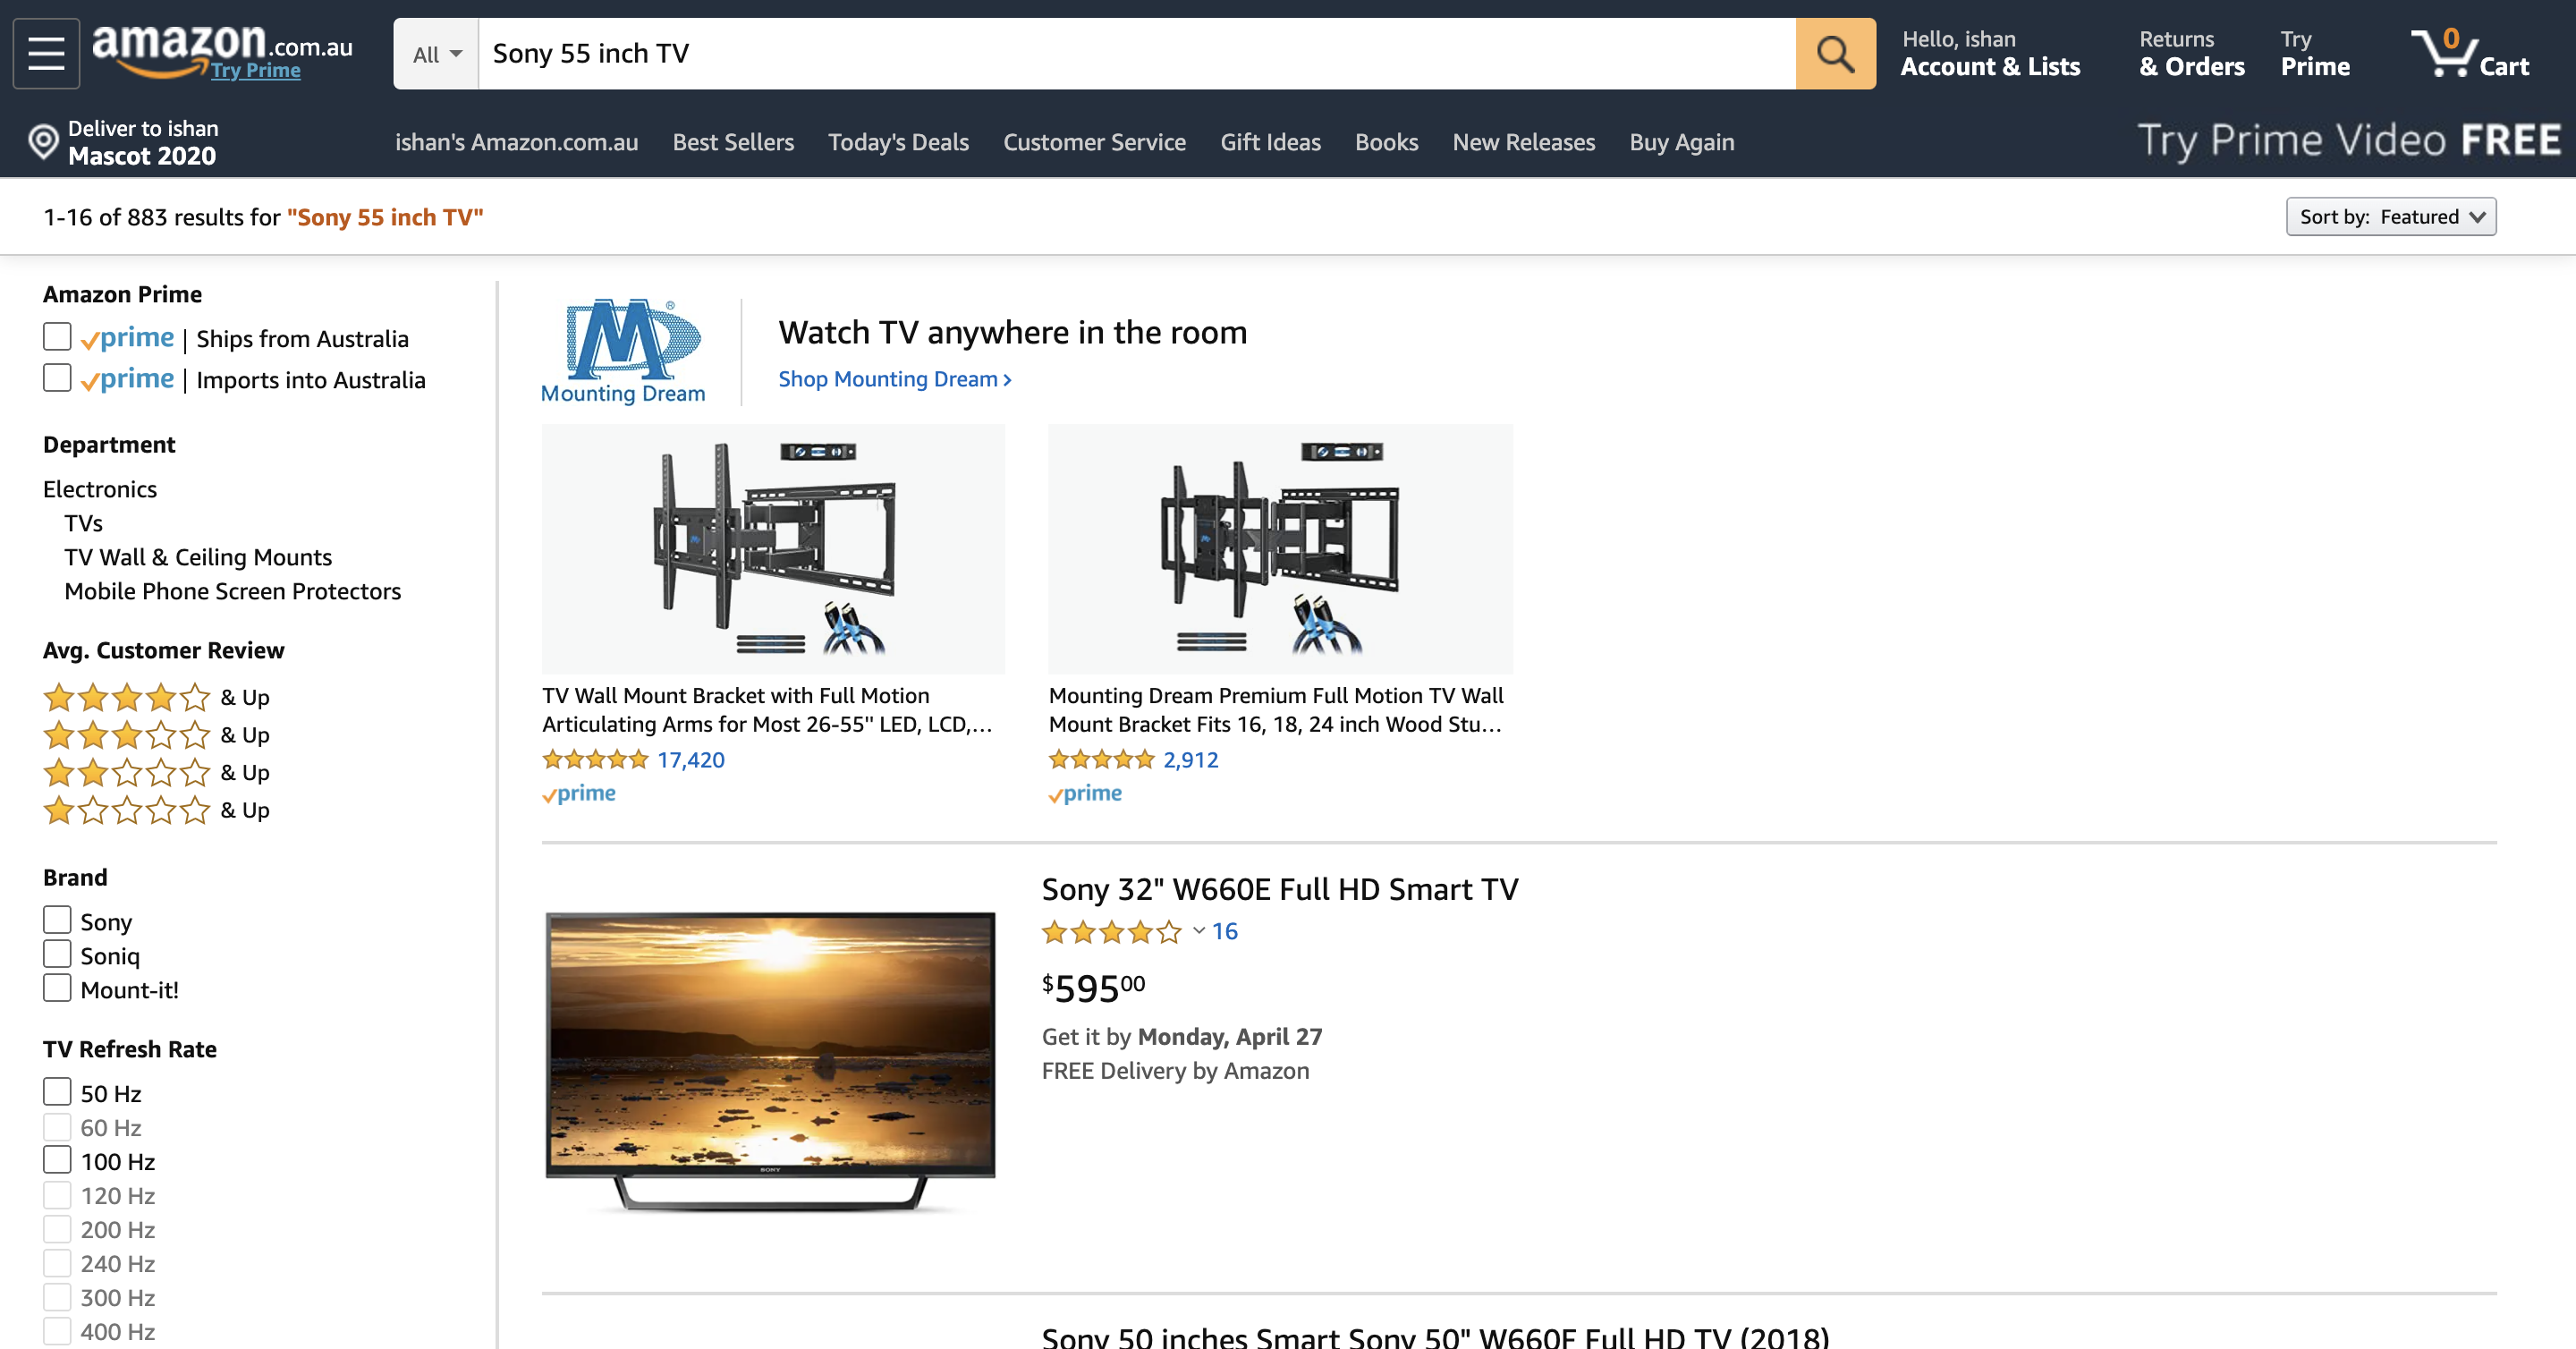 amazon.com.au
Try Prime
All
Sony 55 inch TV
Hello, ishan
Account & Lists
Returns
& Orders
Try
Prime
0
Cart
Deliver to ishan
Mascot 2020
ishan's Amazon.com.au
Best Sellers
Today's Deals
Customer Service
Gift Ideas
Books
New Releases
Buy Again
Try Prime Video FREE
1-16 of 883 results for "Sony 55 inch TV"
Sort by: Featured
Amazon Prime
prime | Ships from Australia
prime | Imports into Australia
Department
Electronics
TVs
TV Wall & Ceiling Mounts
Mobile Phone Screen Protectors
Avg. Customer Review
& Up
& Up
& Up
& Up
Brand
Sony
Soniq
Mount-it!
TV Refresh Rate
50 Hz
60 Hz
100 Hz
120 Hz
200 Hz
240 Hz
300 Hz
400 Hz
M®
Mounting Dream
Watch TV anywhere in the room
Shop Mounting Dream ›
TV Wall Mount Bracket with Full Motion
Articulating Arms for Most 26-55" LED, LCD,...
17,420
prime
Mounting Dream Premium Full Motion TV Wall
Mount Bracket Fits 16, 18, 24 inch Wood Stu...
2,912
prime
SONY
Sony 32" W660E Full HD Smart TV
16
$59500
Get it by Monday, April 27
FREE Delivery by Amazon
Sony 50 inches Smart Sony 50" W660F Full HD TV (2018)